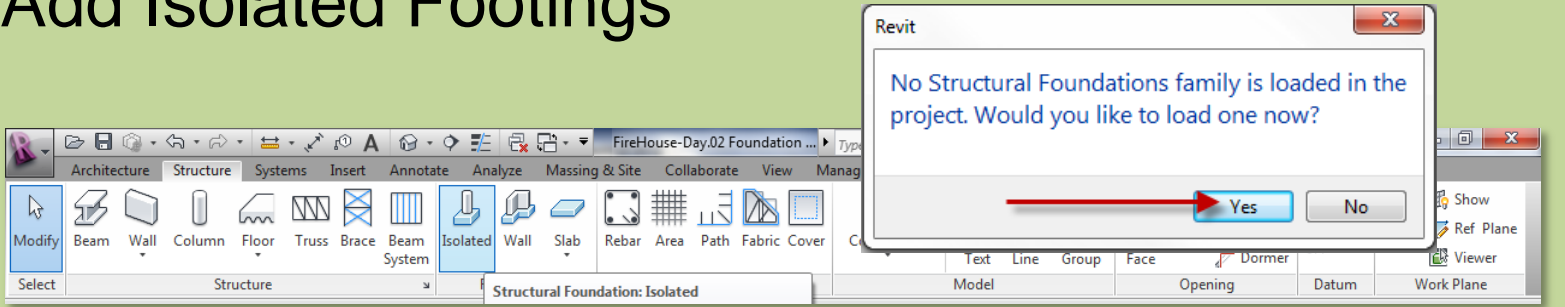 Add Isolated Footings
Revit
No Structural Foundations family is loaded in the
project. Would you like to load one now?
Yes No
FireHouse-Day.02 Foundation ...
Architecture Structure Systems Insert Annotate Analyze Massing & Site Collaborate View Manag
Modify Beam Wall Column Floor Truss Brace Beam System Isolated Wall Slab Rebar Area Path Fabric Cover
Text Line Group Face Dormer
Show
Ref Plane
Viewer
Select Structure Model Opening Datum Work Plane
Structural Foundation: Isolated